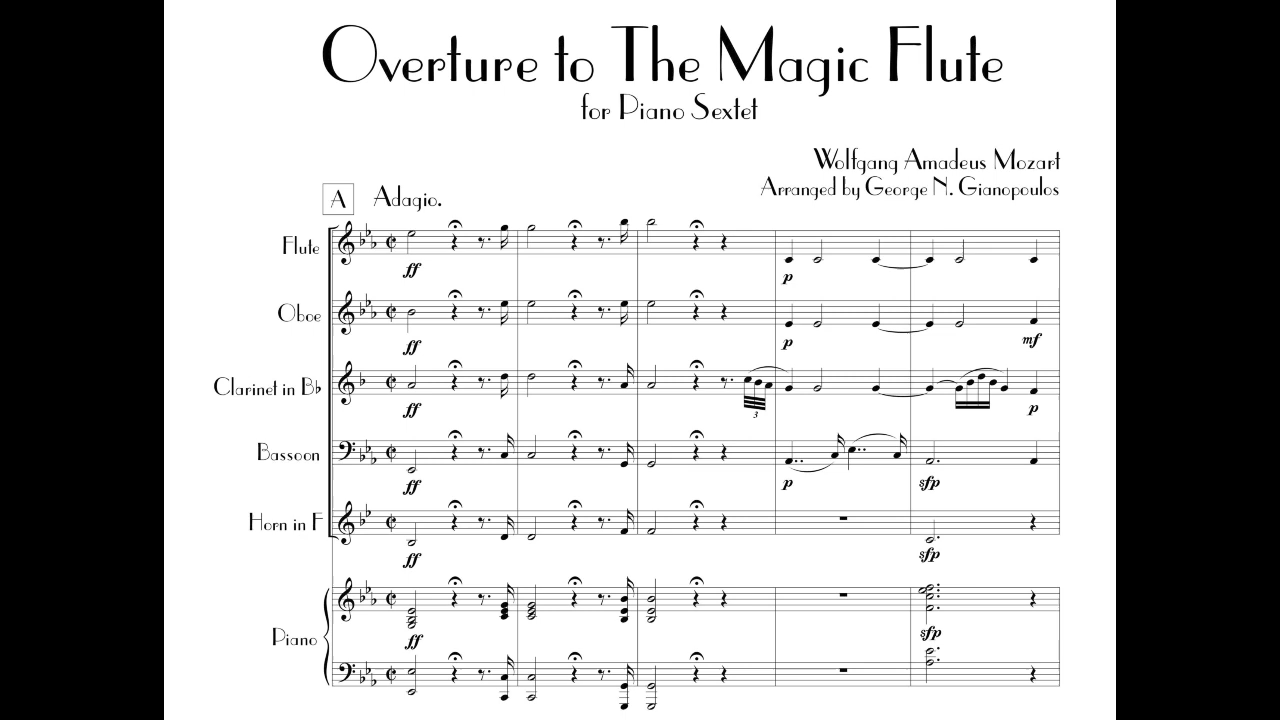 Overture to The Magic Flute
for Piano Sextet
Wolfgang Amadeus Mozart
Arranged by George N. Gianopoulos
A Adagio.
Flute
ff p
Oboe
ff p mf
Clarinet in B♭
ff 3 p
Bassoon
ff p sfp
Horn in F
ff sfp
Piano
ff sfp